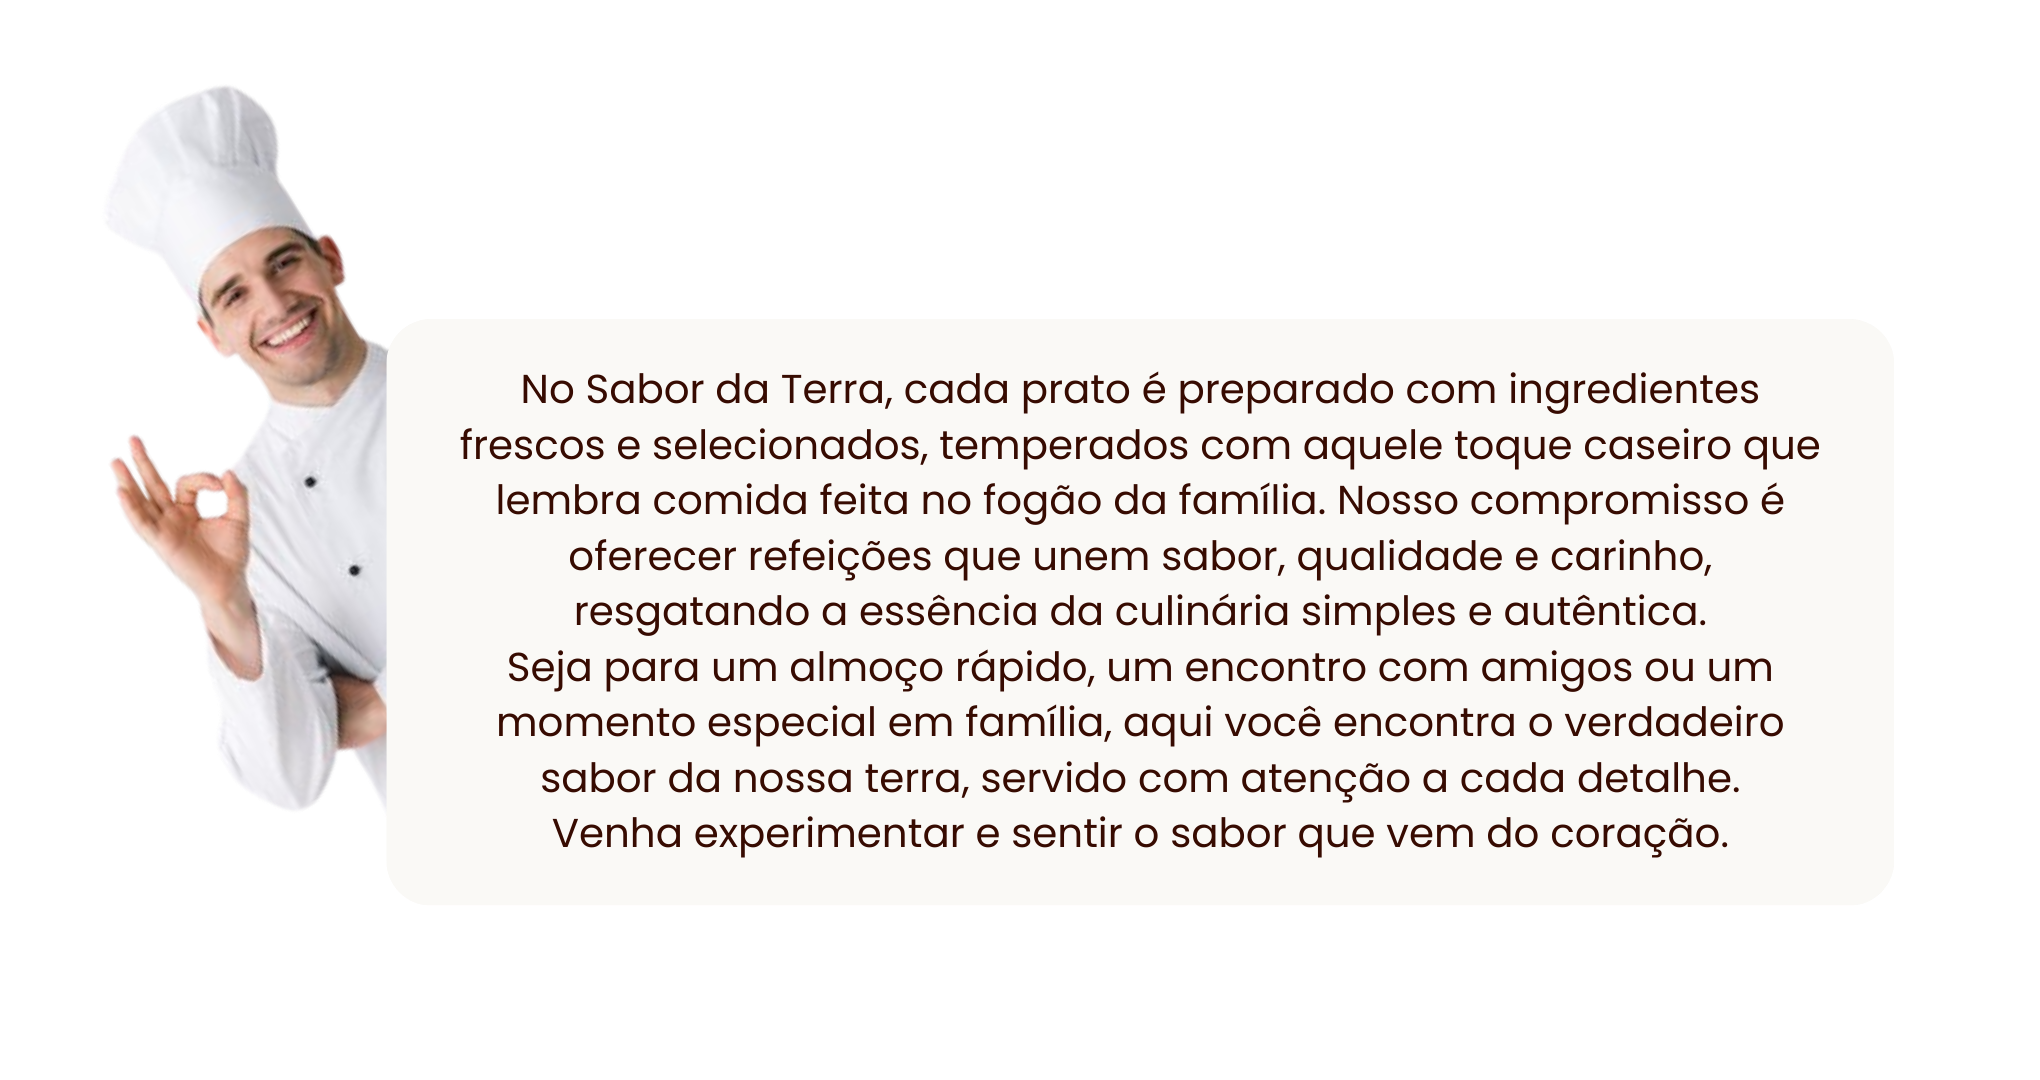 No Sabor da Terra, cada prato é preparado com ingredientes
frescos e selecionados, temperados com aquele toque caseiro que
lembra comida feita no fogão da família. Nosso compromisso é
oferecer refeições que unem sabor, qualidade e carinho,
resgatando a essência da culinária simples e autêntica.
Seja para um almoço rápido, um encontro com amigos ou um
momento especial em família, aqui você encontra o verdadeiro
sabor da nossa terra, servido com atenção a cada detalhe.
Venha experimentar e sentir o sabor que vem do coração.